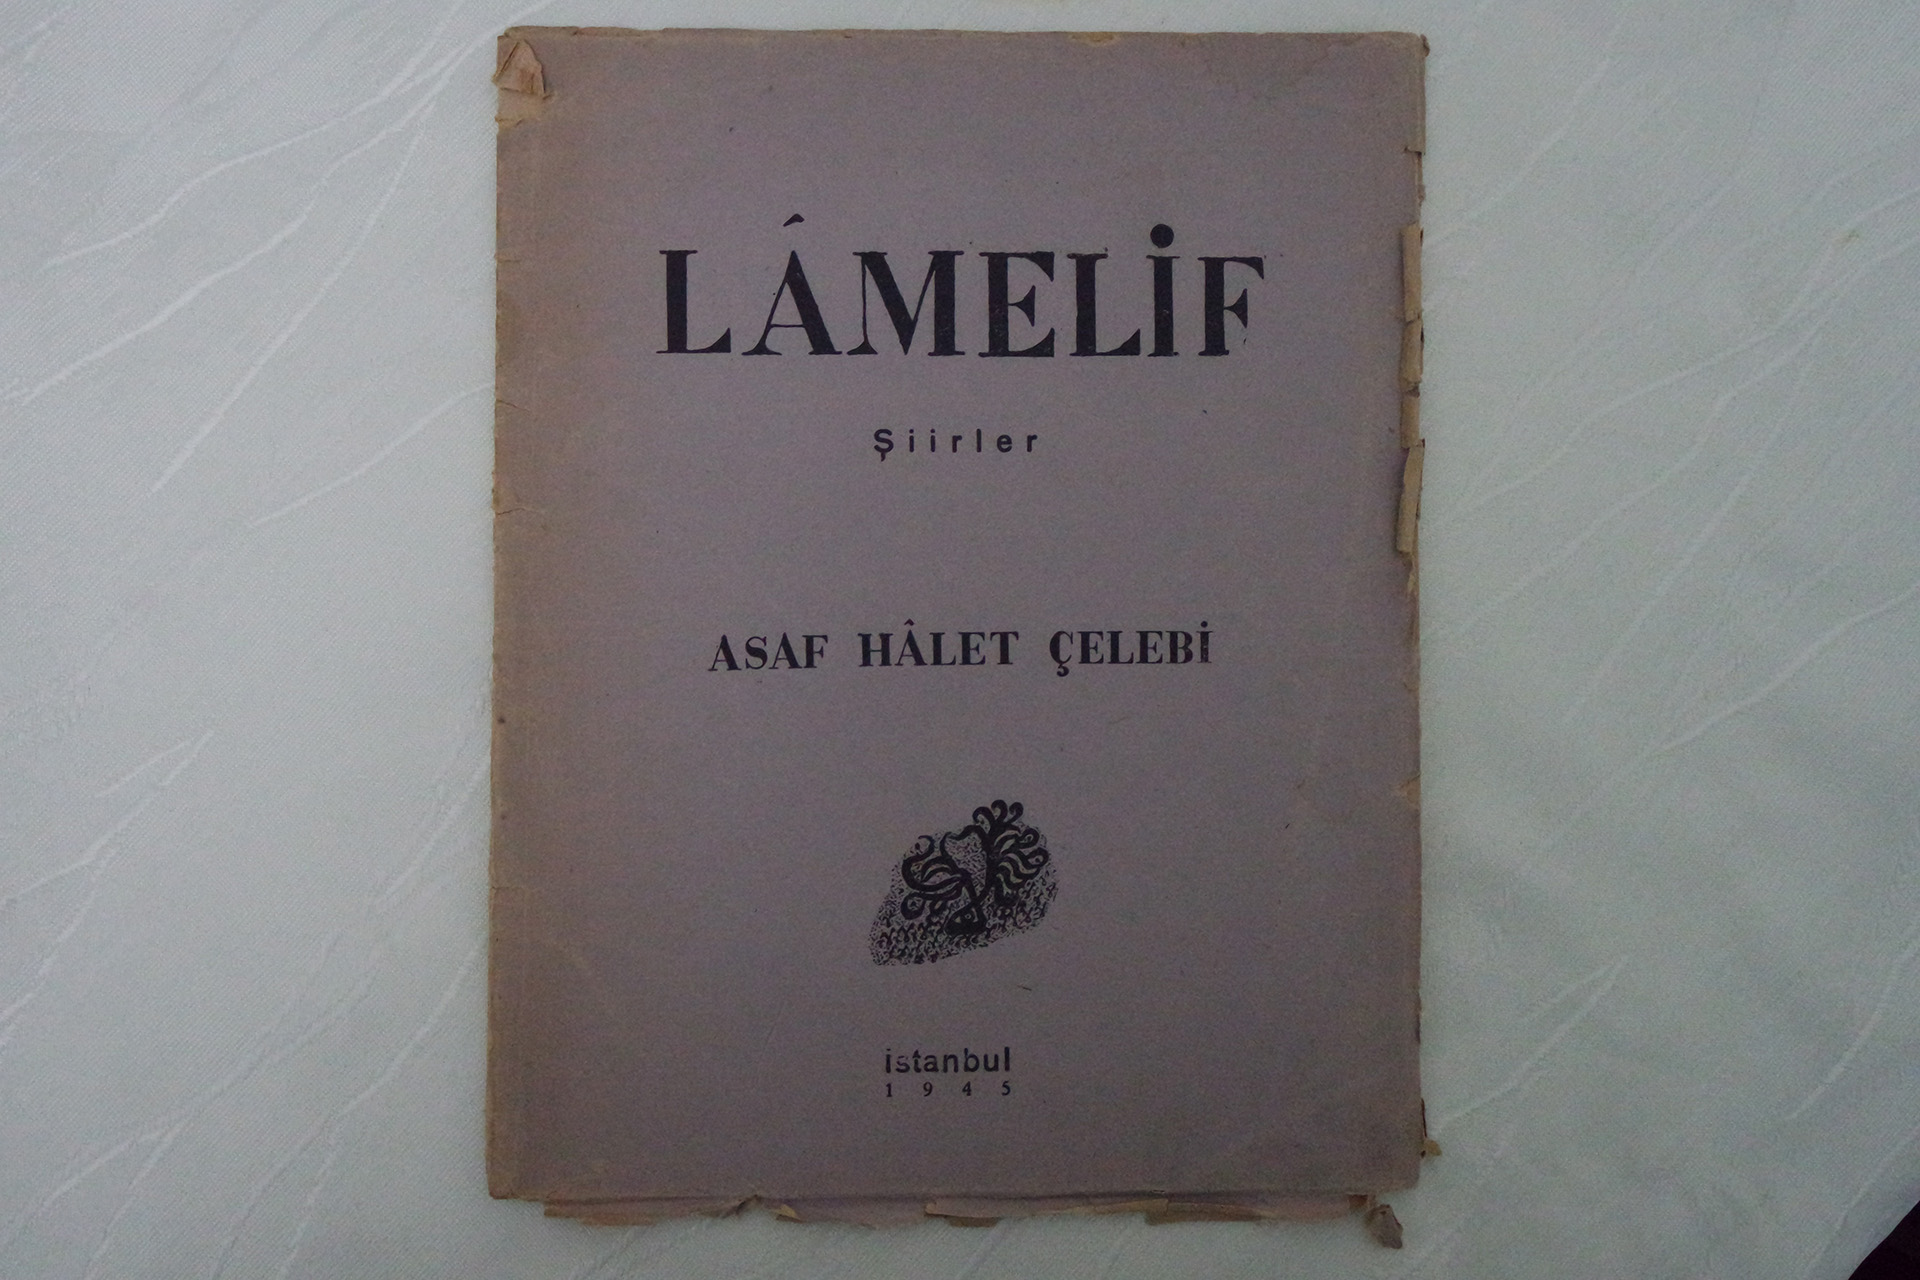 LÂMELİF
Şiirler
ASAF HÂLET ÇELEBİ
istanbul
1945